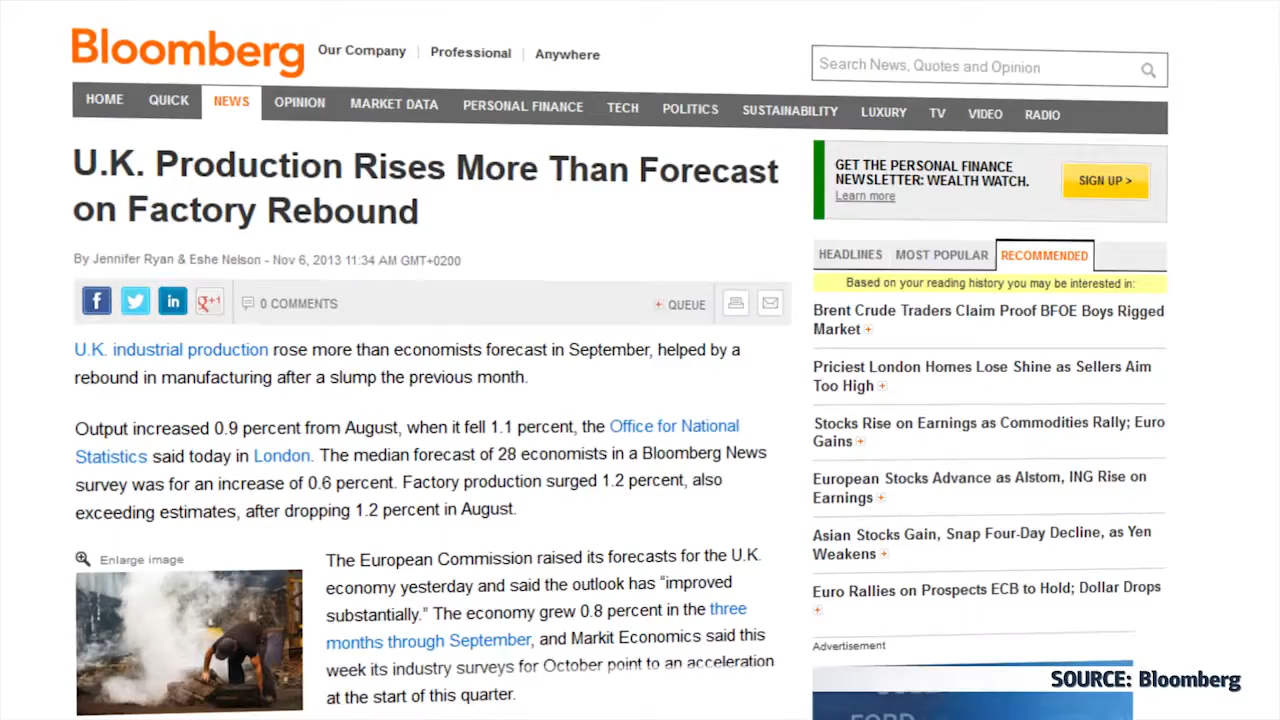 Bloomberg
Our Company | Professional | Anywhere
Search News, Quotes and Opinion
HOME QUICK NEWS OPINION MARKET DATA PERSONAL FINANCE TECH POLITICS SUSTAINABILITY LUXURY TV VIDEO RADIO
U.K. Production Rises More Than Forecast
on Factory Rebound
By Jennifer Ryan & Eshe Nelson - Nov 6, 2013 11:34 AM GMT+0200
f in g+1 0 COMMENTS + QUEUE
U.K. industrial production rose more than economists forecast in September, helped by a
rebound in manufacturing after a slump the previous month.
Output increased 0.9 percent from August, when it fell 1.1 percent, the Office for National
Statistics said today in London. The median forecast of 28 economists in a Bloomberg News
survey was for an increase of 0.6 percent. Factory production surged 1.2 percent, also
exceeding estimates, after dropping 1.2 percent in August.
Enlarge image
The European Commission raised its forecasts for the U.K.
economy yesterday and said the outlook has “improved
substantially.” The economy grew 0.8 percent in the three
months through September, and Markit Economics said this
week its industry surveys for October point to an acceleration
at the start of this quarter.
GET THE PERSONAL FINANCE
NEWSLETTER: WEALTH WATCH.
Learn more
SIGN UP >
HEADLINES MOST POPULAR RECOMMENDED
Based on your reading history you may be interested in:
Brent Crude Traders Claim Proof BFOE Boys Rigged
Market +
Priciest London Homes Lose Shine as Sellers Aim
Too High +
Stocks Rise on Earnings as Commodities Rally; Euro
Gains +
European Stocks Advance as Alstom, ING Rise on
Earnings +
Asian Stocks Gain, Snap Four-Day Decline, as Yen
Weakens +
Euro Rallies on Prospects ECB to Hold; Dollar Drops
+
Advertisement
SOURCE: Bloomberg